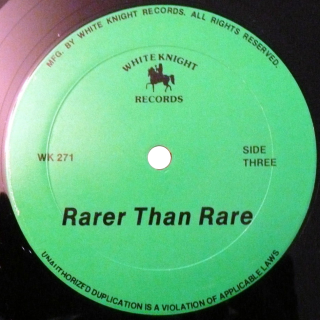 MFG. BY WHITE KNIGHT RECORDS. ALL RIGHTS RESERVED.
WHITE KNIGHT
RECORDS
WK 271
SIDE
THREE
Rarer Than Rare
UNAUTHORIZED DUPLICATION IS A VIOLATION OF APPLICABLE LAWS